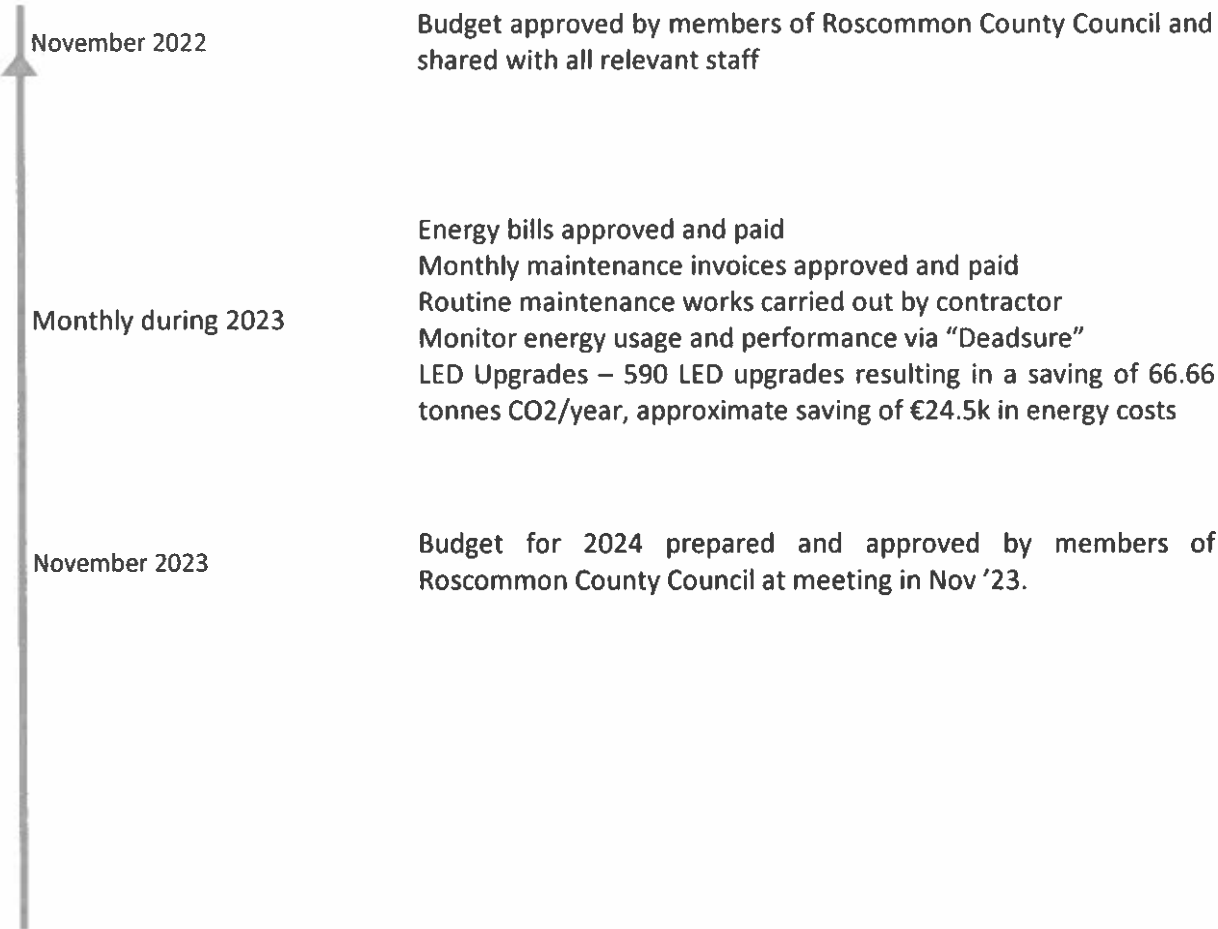 November 2022
Budget approved by members of Roscommon County Council and
shared with all relevant staff
Monthly during 2023
Energy bills approved and paid
Monthly maintenance invoices approved and paid
Routine maintenance works carried out by contractor
Monitor energy usage and performance via “Deadsure”
LED Upgrades – 590 LED upgrades resulting in a saving of 66.66
tonnes CO2/year, approximate saving of €24.5k in energy costs
November 2023
Budget for 2024 prepared and approved by members of
Roscommon County Council at meeting in Nov ’23.